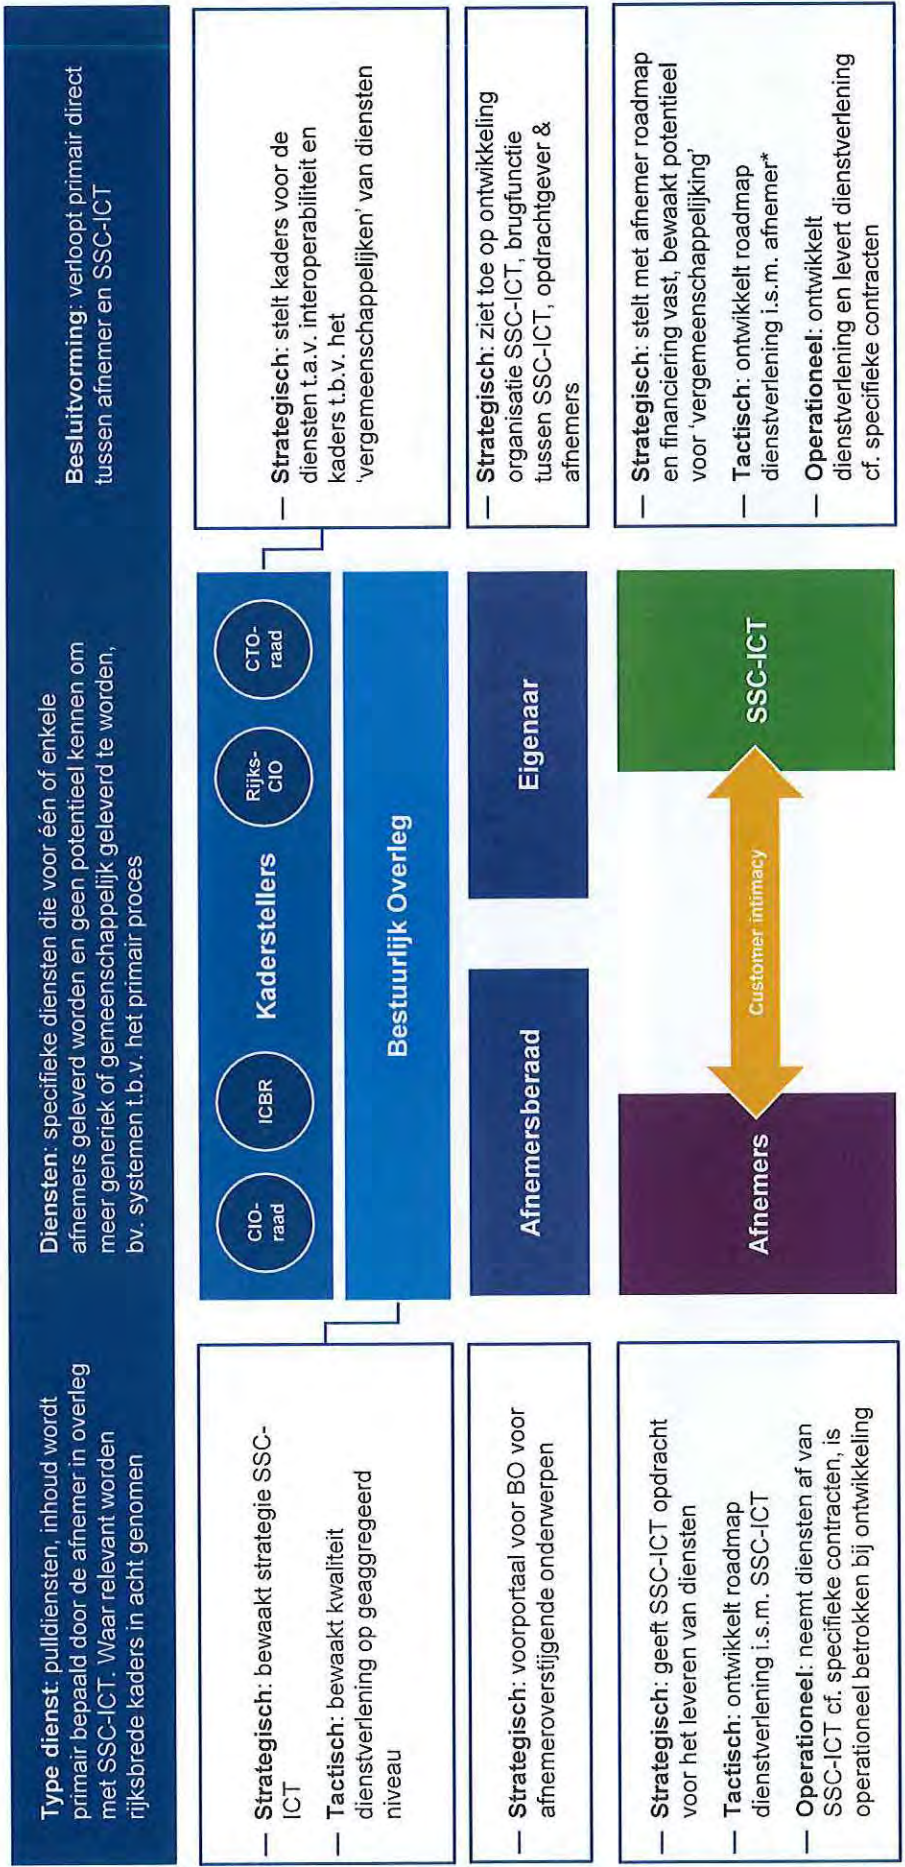 Type dienst: pulldiensten, inhoud wordt
primair bepaald door de afnemer in overleg
met SSC-ICT. Waar relevant worden
rijksbrede kaders in acht genomen
Diensten: specifieke diensten die voor één of enkele
afnemers geleverd worden en geen potentieel kennen om
meer generiek of gemeenschappelijk geleverd te worden,
bv. systemen t.b.v. het primair proces
Besluitvorming: verloopt primair direct
tussen afnemer en SSC-ICT
— Strategisch: bewaakt strategie SSC-
ICT
— Tactisch: bewaakt kwaliteit
dienstverlening op geaggregeerd
niveau
CIO-
raad
ICBR
Kaderstellers
Rijks-
CIO
CTO-
raad
Bestuurlijk Overleg
— Strategisch: stelt kaders voor de
diensten t.a.v. interoperabiliteit en
kaders t.b.v. het
'vergemeenschappelijken' van diensten
— Strategisch: voorportaal voor BO voor
afnemeroverstijgende onderwerpen
Afnemersberaad
Eigenaar
— Strategisch: ziet toe op ontwikkeling
organisatie SSC-ICT, brugfunctie
tussen SSC-ICT, opdrachtgever &
afnemers
— Strategisch: geeft SSC-ICT opdracht
voor het leveren van diensten
— Tactisch: ontwikkelt roadmap
dienstverlening i.s.m. SSC-ICT
— Operationeel: neemt diensten af van
SSC-ICT cf. specifieke contracten, is
operationeel betrokken bij ontwikkeling
Afnemers
Customer intimacy
SSC-ICT
— Strategisch: stelt met afnemer roadmap
en financiering vast, bewaakt potentieel
voor 'vergemeenschappelijking'
— Tactisch: ontwikkelt roadmap
dienstverlening i.s.m. afnemer*
— Operationeel: ontwikkelt
dienstverlening en levert dienstverlening
cf. specifieke contracten